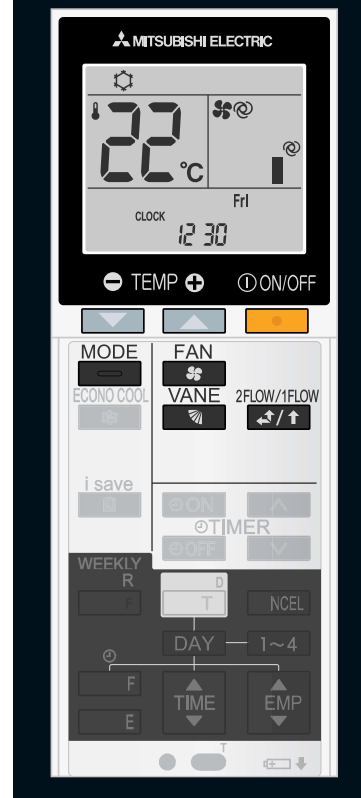 MITSUBISHI ELECTRIC
22°C
Fri
CLOCK
12 30
TEMP ON/OFF
MODE FAN
ECONO COOL VANE 2FLOW/1FLOW
i save
ON
TIMER
OFF
WEEKLY
R D
F T NCEL
DAY 1~4
F TIME EMP
E
T